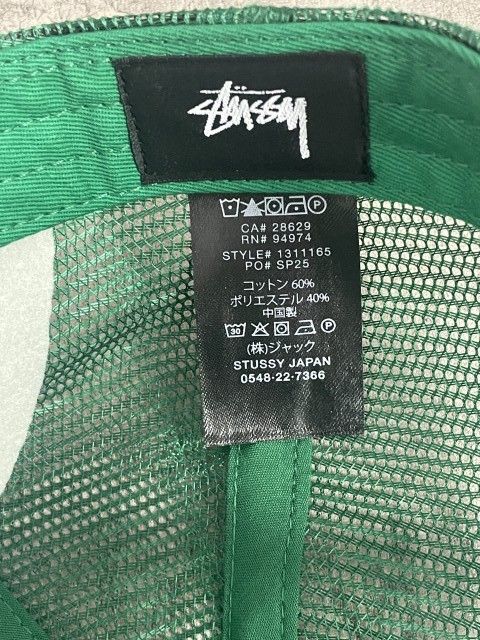 STÜSSY
CA# 28629
RN# 94974
STYLE# 1311165
PO# SP25
コットン 60%
ポリエステル 40%
中国製
30
(株)ジャック
STUSSY JAPAN
0548-22-7366